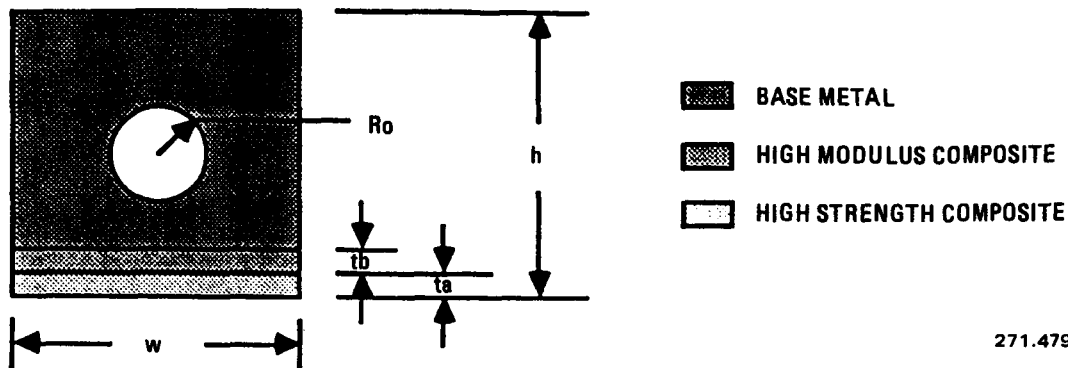 Ro
h
tb
ta
w
BASE METAL
HIGH MODULUS COMPOSITE
HIGH STRENGTH COMPOSITE
271.479